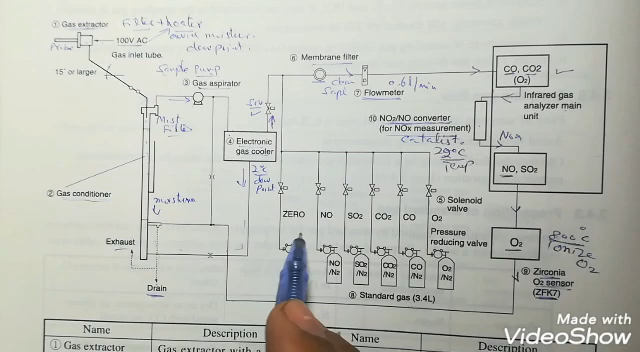 ① Gas extractor
Filter + heater
avoid moisture
dew point.
100V AC
Probe
Gas inlet tube.
15° or larger
Sample pump
③ Gas aspirator
Mist
Filter
④ Electronic
gas cooler
2°c
dew
Point
② Gas conditioner
moisture
Exhaust
Drain
⑥ Membrane filter
⑦ Flowmeter
0.6 l/min
⑩ NO₂/NO converter
(for NOx measurement)
Catalist
Temp
CO, CO2
(O₂)
Infrared gas
analyzer main
unit
NO, SO₂
⑤ Solenoid
valve
ZERO
NO
SO₂
CO₂
CO
O₂
Pressure
reducing valve
NO
/N2
SO2
/N2
CO2
/N2
CO
/N2
O2
/N2
⑧ Standard gas (3.4L)
O₂
800°c
Ionize
O₂
⑨ Zirconia
O₂ sensor
(ZFK7)
Name
Description
Name
Description
① Gas extractor
Gas extractor with a
Made with
VideoShow